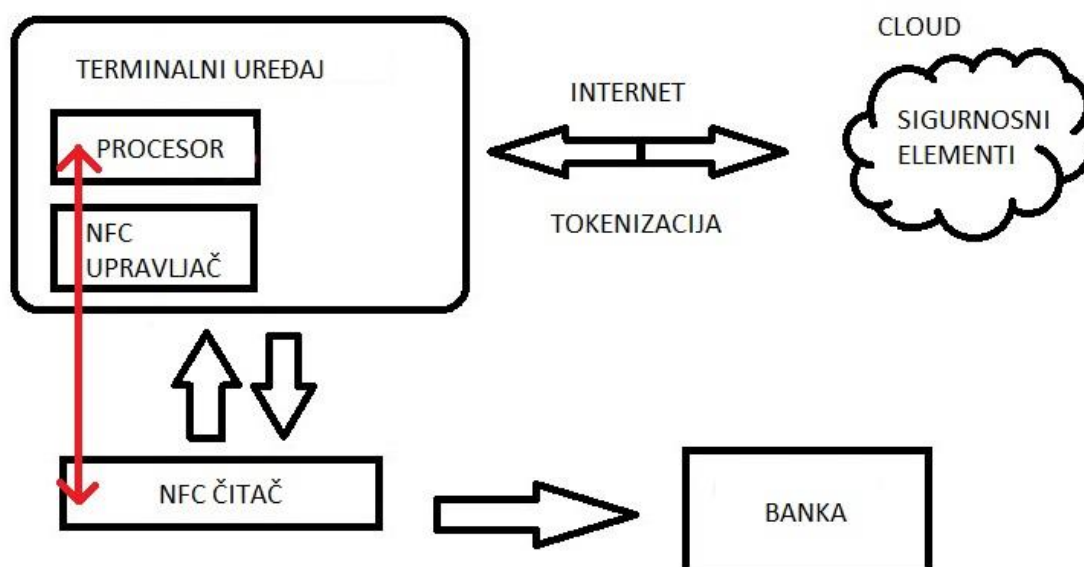 TERMINALNI UREĐAJ
PROCESOR
NFC
UPRAVLJAČ
INTERNET
TOKENIZACIJA
CLOUD
SIGURNOSNI
ELEMENTI
NFC ČITAČ
BANKA